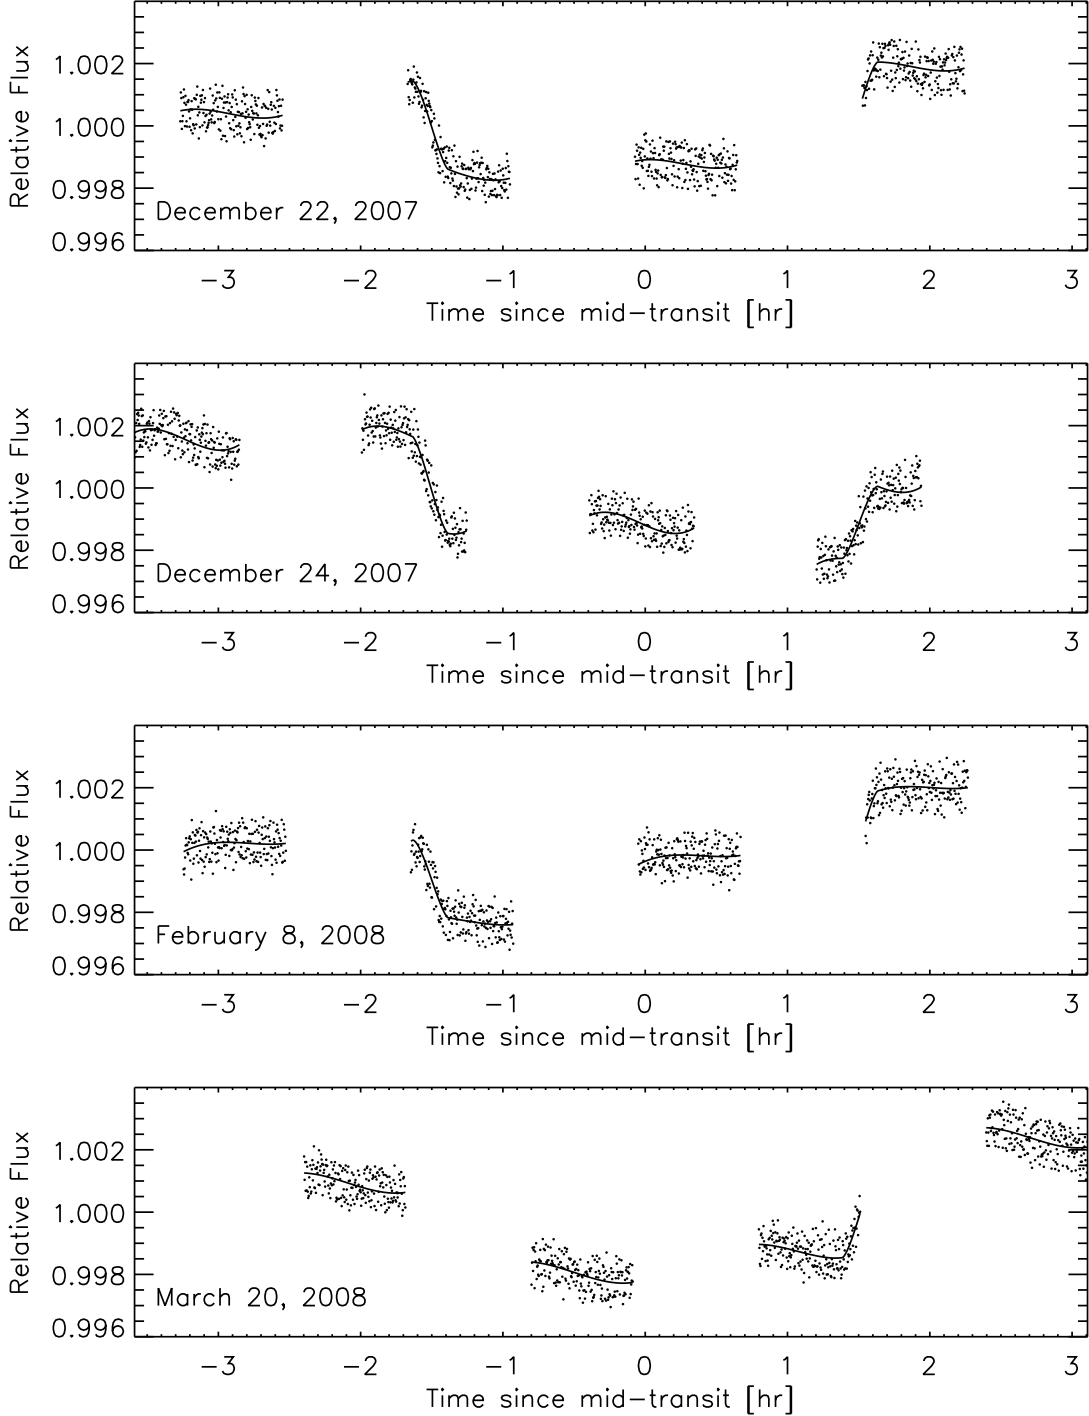 Relative Flux
1.002
1.000
0.998
0.996
December 22, 2007
−3 −2 −1 0 1 2 3
Time since mid−transit [hr]
Relative Flux
1.002
1.000
0.998
0.996
December 24, 2007
−3 −2 −1 0 1 2 3
Time since mid−transit [hr]
Relative Flux
1.002
1.000
0.998
0.996
February 8, 2008
−3 −2 −1 0 1 2 3
Time since mid−transit [hr]
Relative Flux
1.002
1.000
0.998
0.996
March 20, 2008
−3 −2 −1 0 1 2 3
Time since mid−transit [hr]